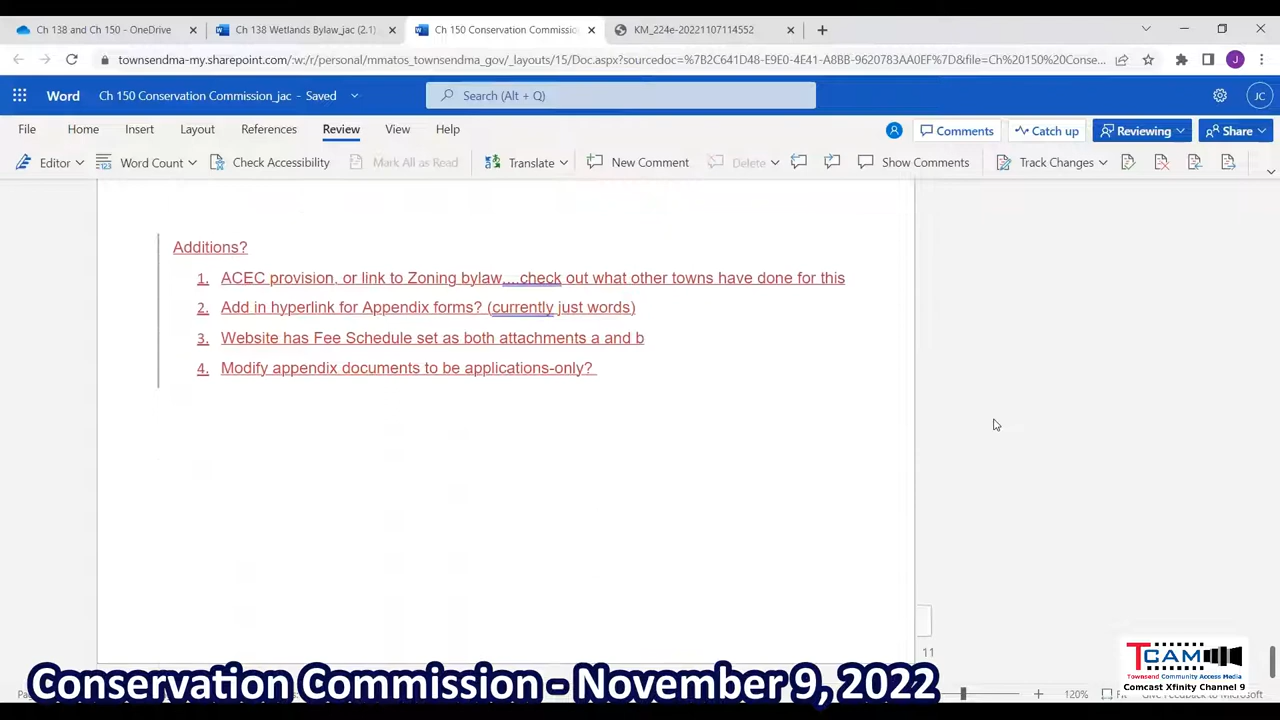 Ch 138 and Ch 150 - OneDrive
Ch 138 Wetlands Bylaw_jac (2.1)
Ch 150 Conservation Commissio
KM_224e-20221107114552
townsendma-my.sharepoint.com/:w:/r/personal/mmatos_townsendma_gov/_layouts/15/Doc.aspx?sourcedoc=%7B2C641D48-E9E0-4E41-A8BB-9620783AA0EF%7D&file=Ch%20150%20Conse...
J
Word Ch 150 Conservation Commission_jac - Saved
Search (Alt + Q)
JC
File Home Insert Layout References Review View Help
Comments Catch up Reviewing Share
Editor Word Count Check Accessibility Mark All as Read Translate New Comment Delete Show Comments Track Changes
Additions?
1. ACEC provision, or link to Zoning bylaw....check out what other towns have done for this
2. Add in hyperlink for Appendix forms? (currently just words)
3. Website has Fee Schedule set as both attachments a and b
4. Modify appendix documents to be applications-only?
11
Conservation Commission - November 9, 2022
120% Fit
TCAM
Townsend Community Access Media
Comcast Xfinity Channel 9